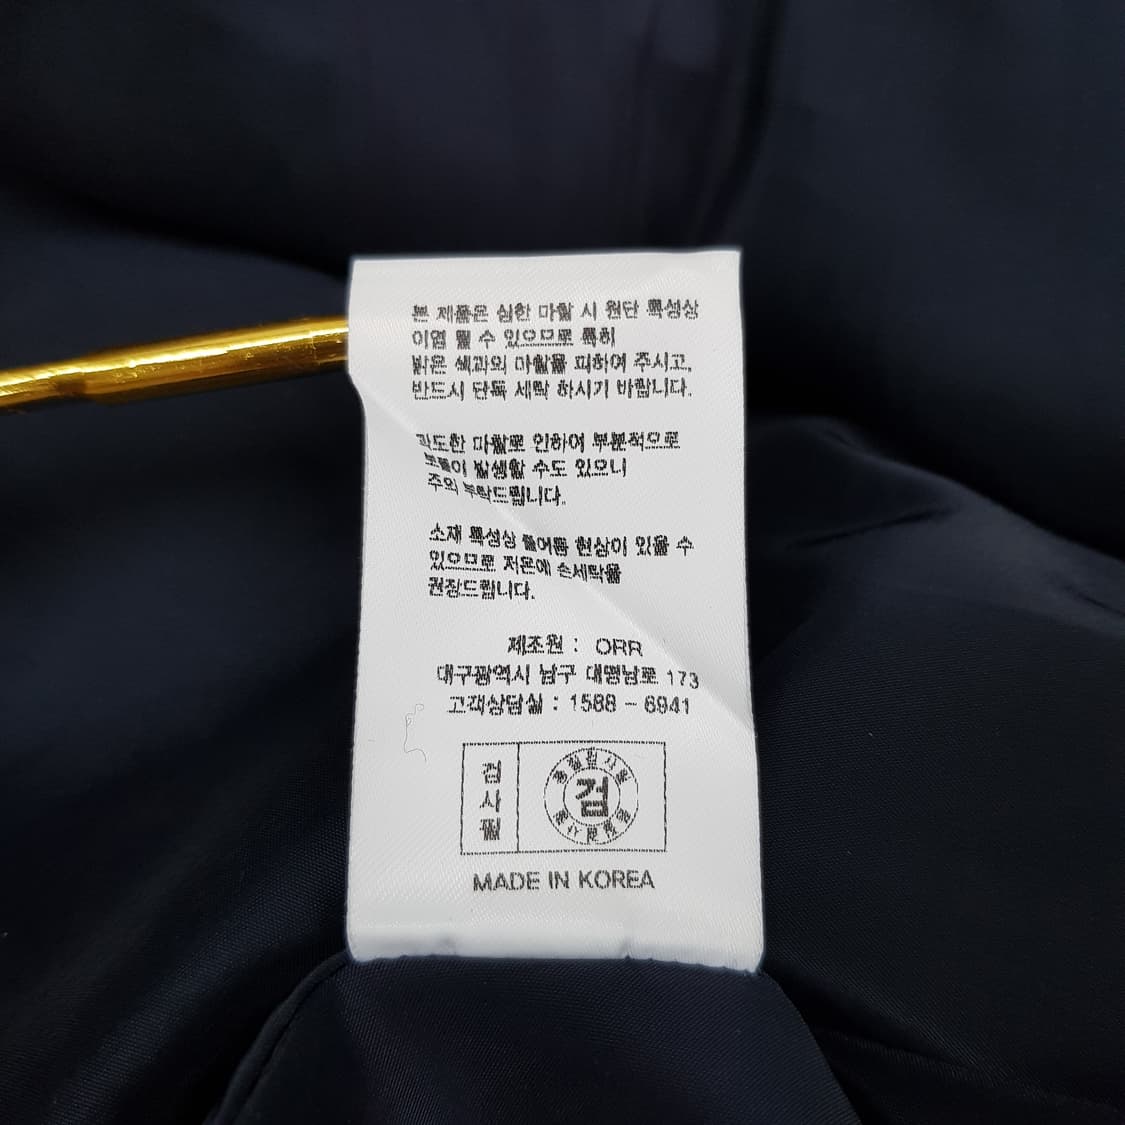 본 제품은 심한 마찰 시 원단 특성상
이염 될 수 있으므로 특히
밝은 색과의 마찰을 피하여 주시고,
반드시 단독 세탁 하시기 바랍니다.
과도한 마찰로 인하여 부분적으로
보풀이 발생할 수도 있으니
주의 부탁드립니다.
소재 특성상 줄어듬 현상이 있을 수
있으므로 저온에 손세탁을
권장드립니다.
제조원 : ORR
대구광역시 남구 대명남로 173
고객상담실 : 1588 - 6941
검사필
검
MADE IN KOREA